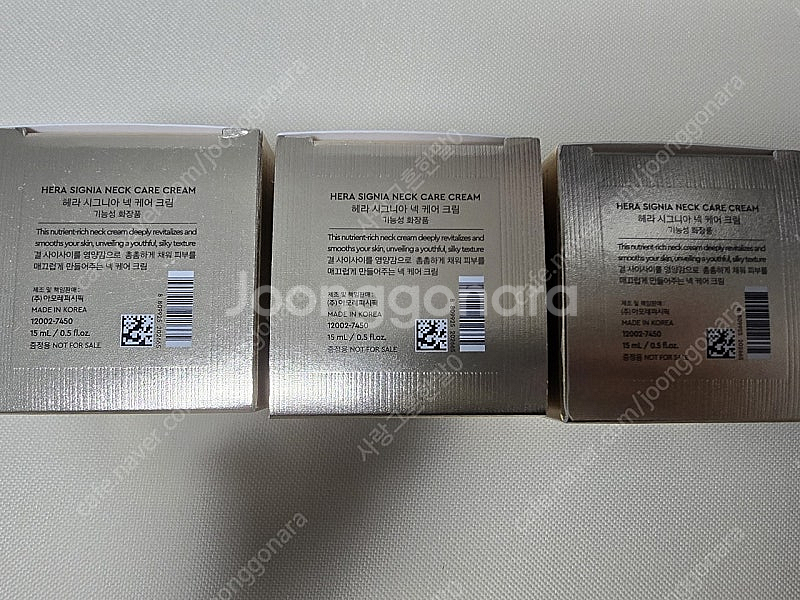 HERA SIGNIA NECK CARE CREAM
헤라 시그니아 넥 케어 크림
기능성 화장품
This nutrient-rich neck cream deeply revitalizes and
smooths your skin, unveiling a youthful, silky texture
결 사이사이를 영양감으로 촘촘하게 채워 피부를
매끄럽게 만들어주는 넥 케어 크림
제조 및 책임판매 :
(주)아모레퍼시픽
MADE IN KOREA
12002-7450
15 mL / 0.5 fl.oz.
증정용 NOT FOR SALE
HERA SIGNIA NECK CARE CREAM
헤라 시그니아 넥 케어 크림
기능성 화장품
This nutrient-rich neck cream deeply revitalizes and
smooths your skin, unveiling a youthful, silky texture
결 사이사이를 영양감으로 촘촘하게 채워 피부를
매끄럽게 만들어주는 넥 케어 크림
제조 및 책임판매 :
(주)아모레퍼시픽
MADE IN KOREA
12002-7450
15 mL / 0.5 fl.oz.
증정용 NOT FOR SALE
HERA SIGNIA NECK CARE CREAM
헤라 시그니아 넥 케어 크림
기능성 화장품
This nutrient-rich neck cream deeply revitalizes and
smooths your skin, unveiling a youthful, silky texture
결 사이사이를 영양감으로 촘촘하게 채워 피부를
매끄럽게 만들어주는 넥 케어 크림
제조 및 책임판매 :
(주)아모레퍼시픽
MADE IN KOREA
12002-7450
15 mL / 0.5 fl.oz.
증정용 NOT FOR SALE
Joonggonara
cafe.naver.com/joonggonara